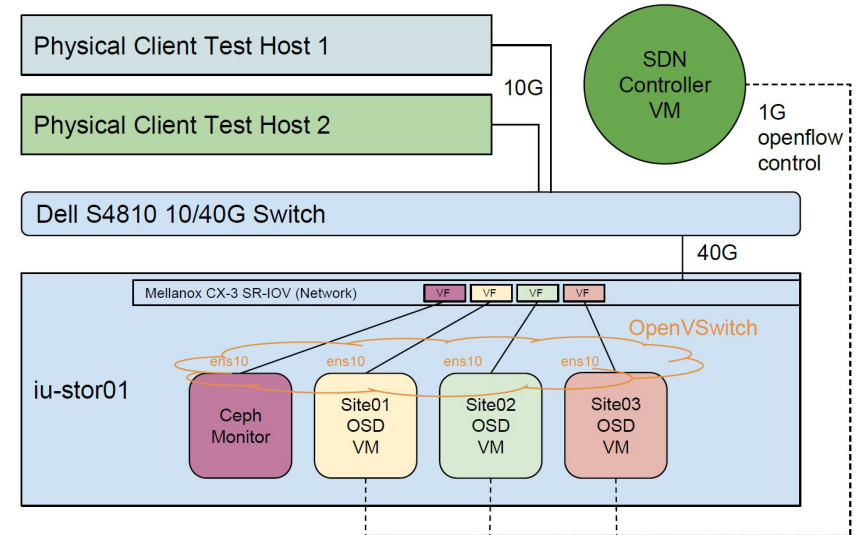 Physical Client Test Host 1
Physical Client Test Host 2
10G
SDN
Controller
VM
1G
openflow
control
Dell S4810 10/40G Switch
40G
Mellanox CX-3 SR-IOV (Network)
VF
VF
VF
VF
OpenVSwitch
ens10
ens10
ens10
ens10
iu-stor01
Ceph
Monitor
Site01
OSD
VM
Site02
OSD
VM
Site03
OSD
VM